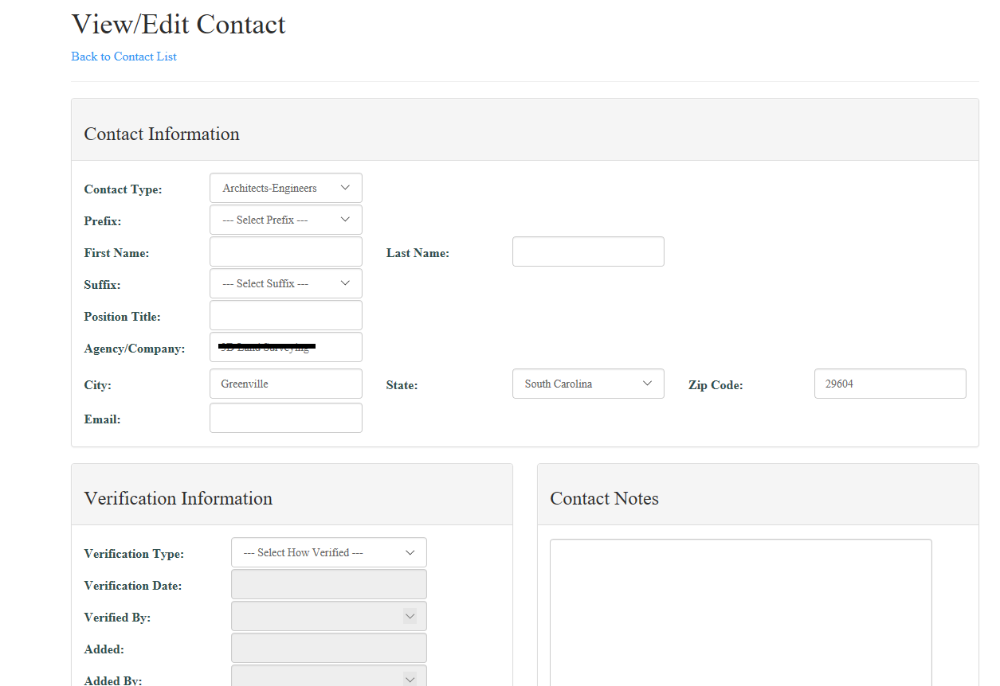 View/Edit Contact
Back to Contact List
Contact Information
Contact Type: Architects-Engineers
Prefix: --- Select Prefix ---
First Name: Last Name:
Suffix: --- Select Suffix ---
Position Title:
Agency/Company:
City: Greenville State: South Carolina Zip Code: 29604
Email:
Verification Information
Contact Notes
Verification Type: --- Select How Verified ---
Verification Date:
Verified By:
Added:
Added By: